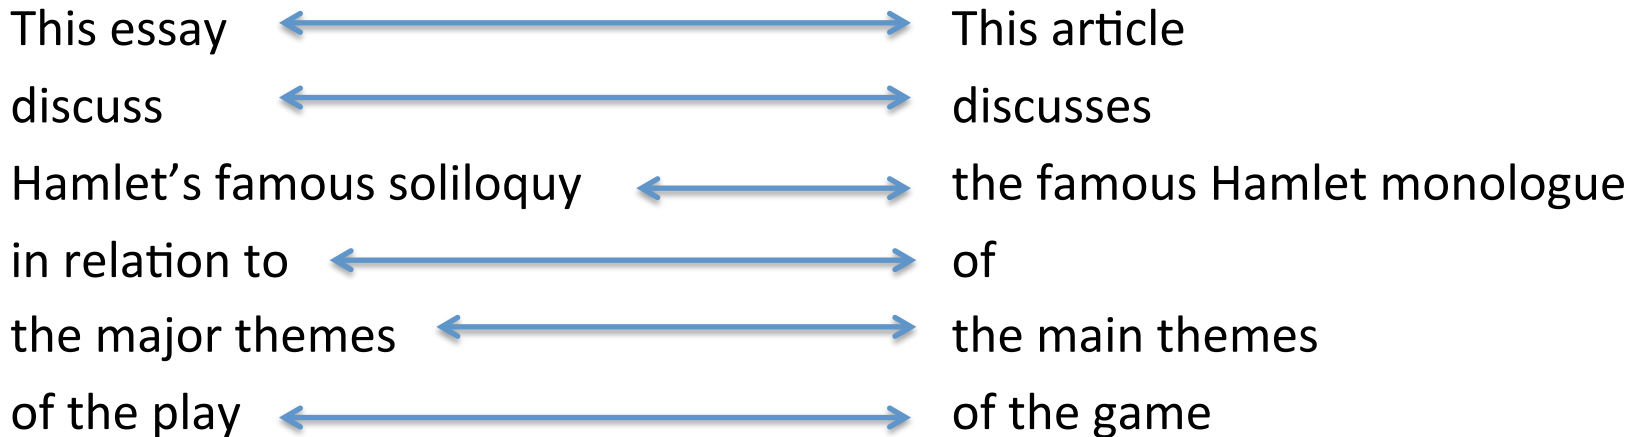 This essay This article
discuss discusses
Hamlet’s famous soliloquy the famous Hamlet monologue
in relation to of
the major themes the main themes
of the play of the game